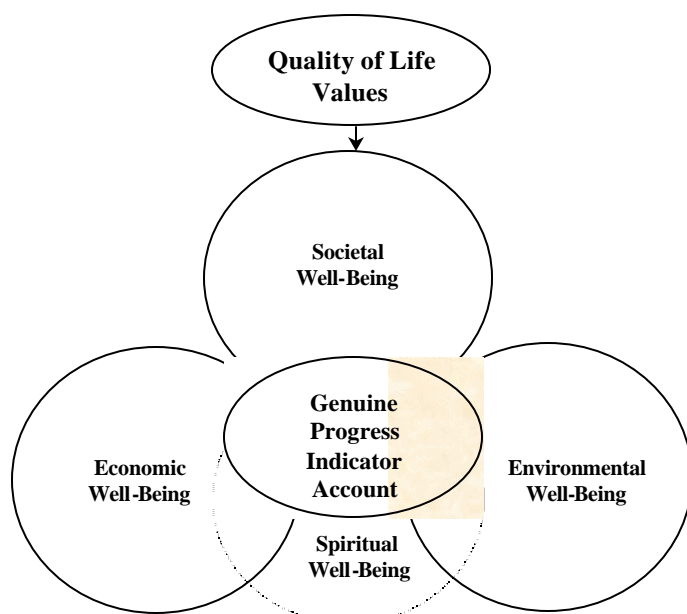 Quality of Life
Values
Societal
Well-Being
Genuine
Progress
Indicator
Account
Economic
Well-Being
Environmental
Well-Being
Spiritual
Well-Being